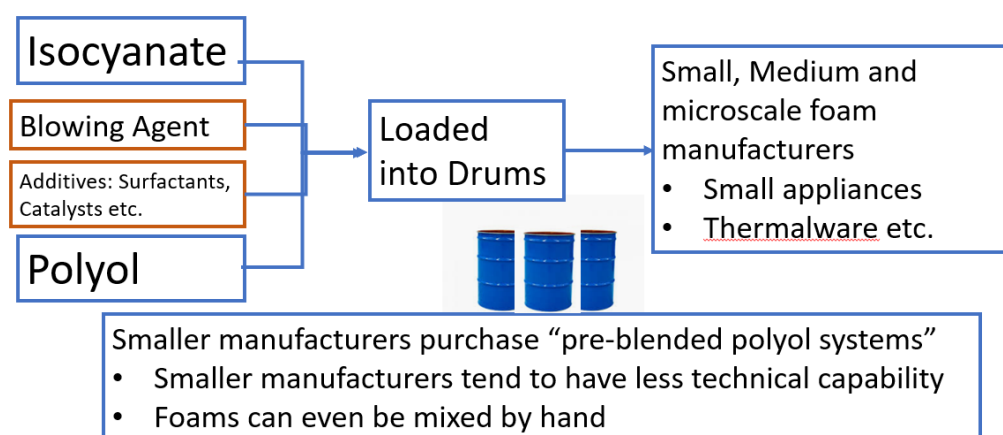 Isocyanate
Blowing Agent
Additives: Surfactants,
Catalysts etc.
Polyol
Loaded
into Drums
Small, Medium and
microscale foam
manufacturers
• Small appliances
• Thermalware etc.
Smaller manufacturers purchase “pre-blended polyol systems”
• Smaller manufacturers tend to have less technical capability
• Foams can even be mixed by hand